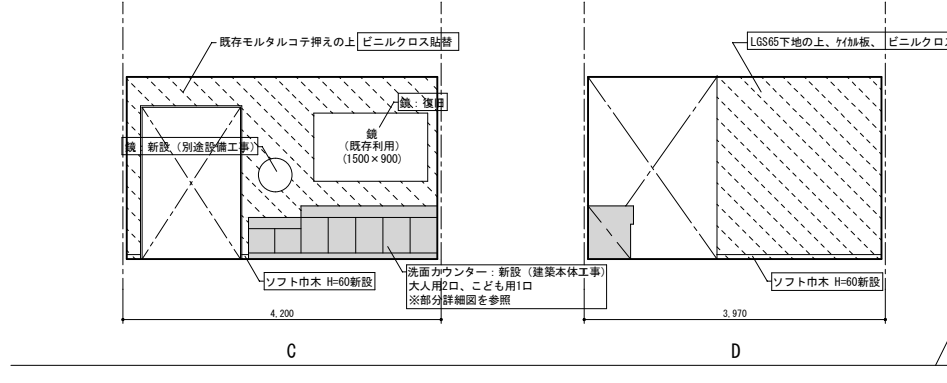 既存モルタルコテ押えの上 ビニルクロス貼替
鏡：復旧
鏡
(既存利用)
(1500×900)
鏡：新設（別途設備工事）
ソフト巾木 H=60新設
洗面カウンター：新設（建築本体工事）
大人用2口、こども用1口
※部分詳細図を参照
4,200
C
LGS65下地の上、ｹｲｶﾙ板、 ビニルクロス
ソフト巾木 H=60新設
3,970
D